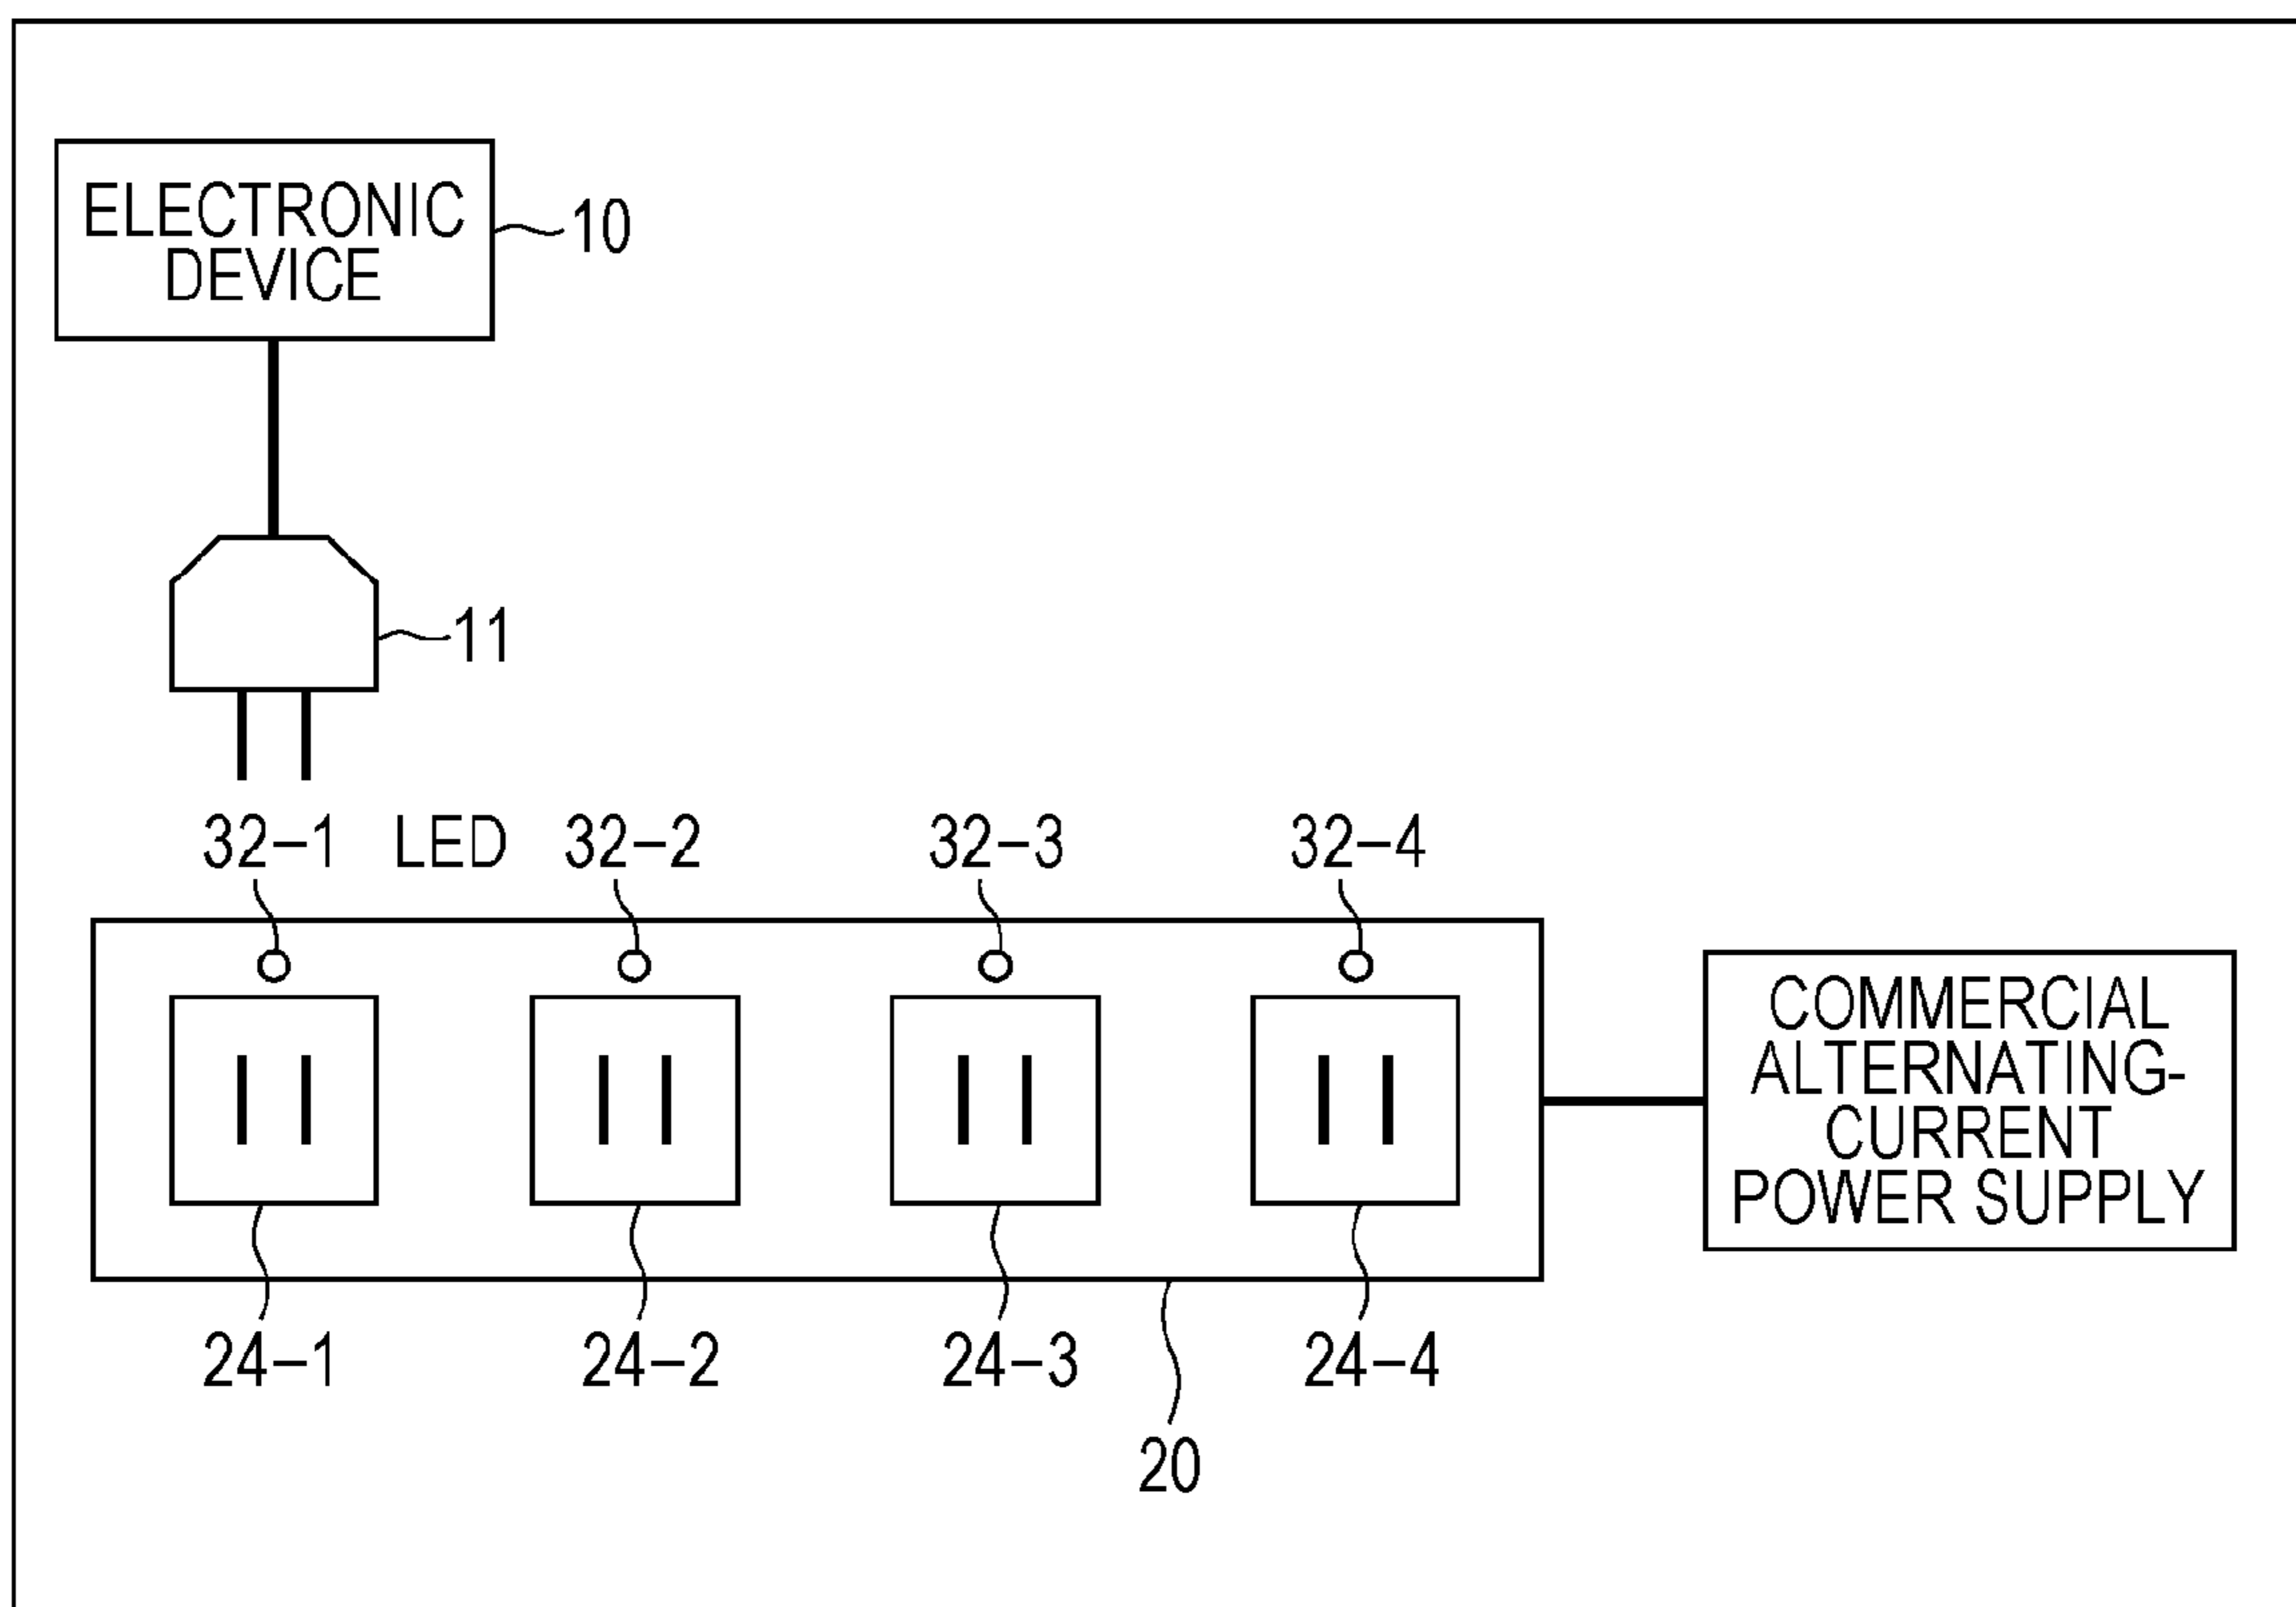 ELECTRONIC
DEVICE
10
11
32-1 LED 32-2 32-3 32-4
COMMERCIAL
ALTERNATING-
CURRENT
POWER SUPPLY
24-1 24-2 24-3 24-4
20